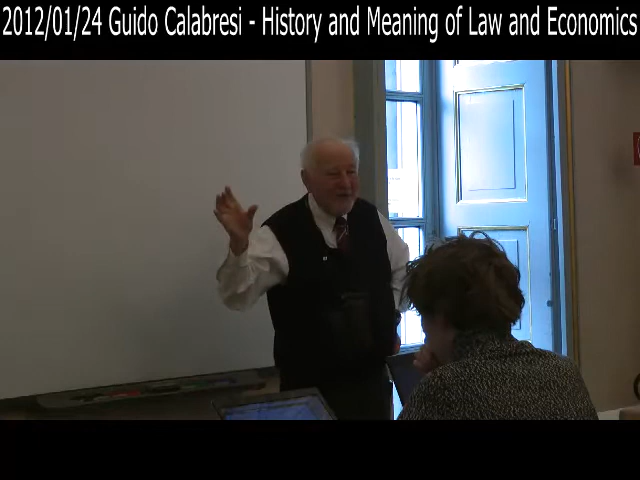 2012/01/24 Guido Calabresi - History and Meaning of Law and Economics